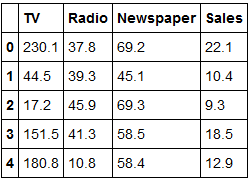 TV Radio Newspaper Sales
0 230.1 37.8 69.2 22.1
1 44.5 39.3 45.1 10.4
2 17.2 45.9 69.3 9.3
3 151.5 41.3 58.5 18.5
4 180.8 10.8 58.4 12.9